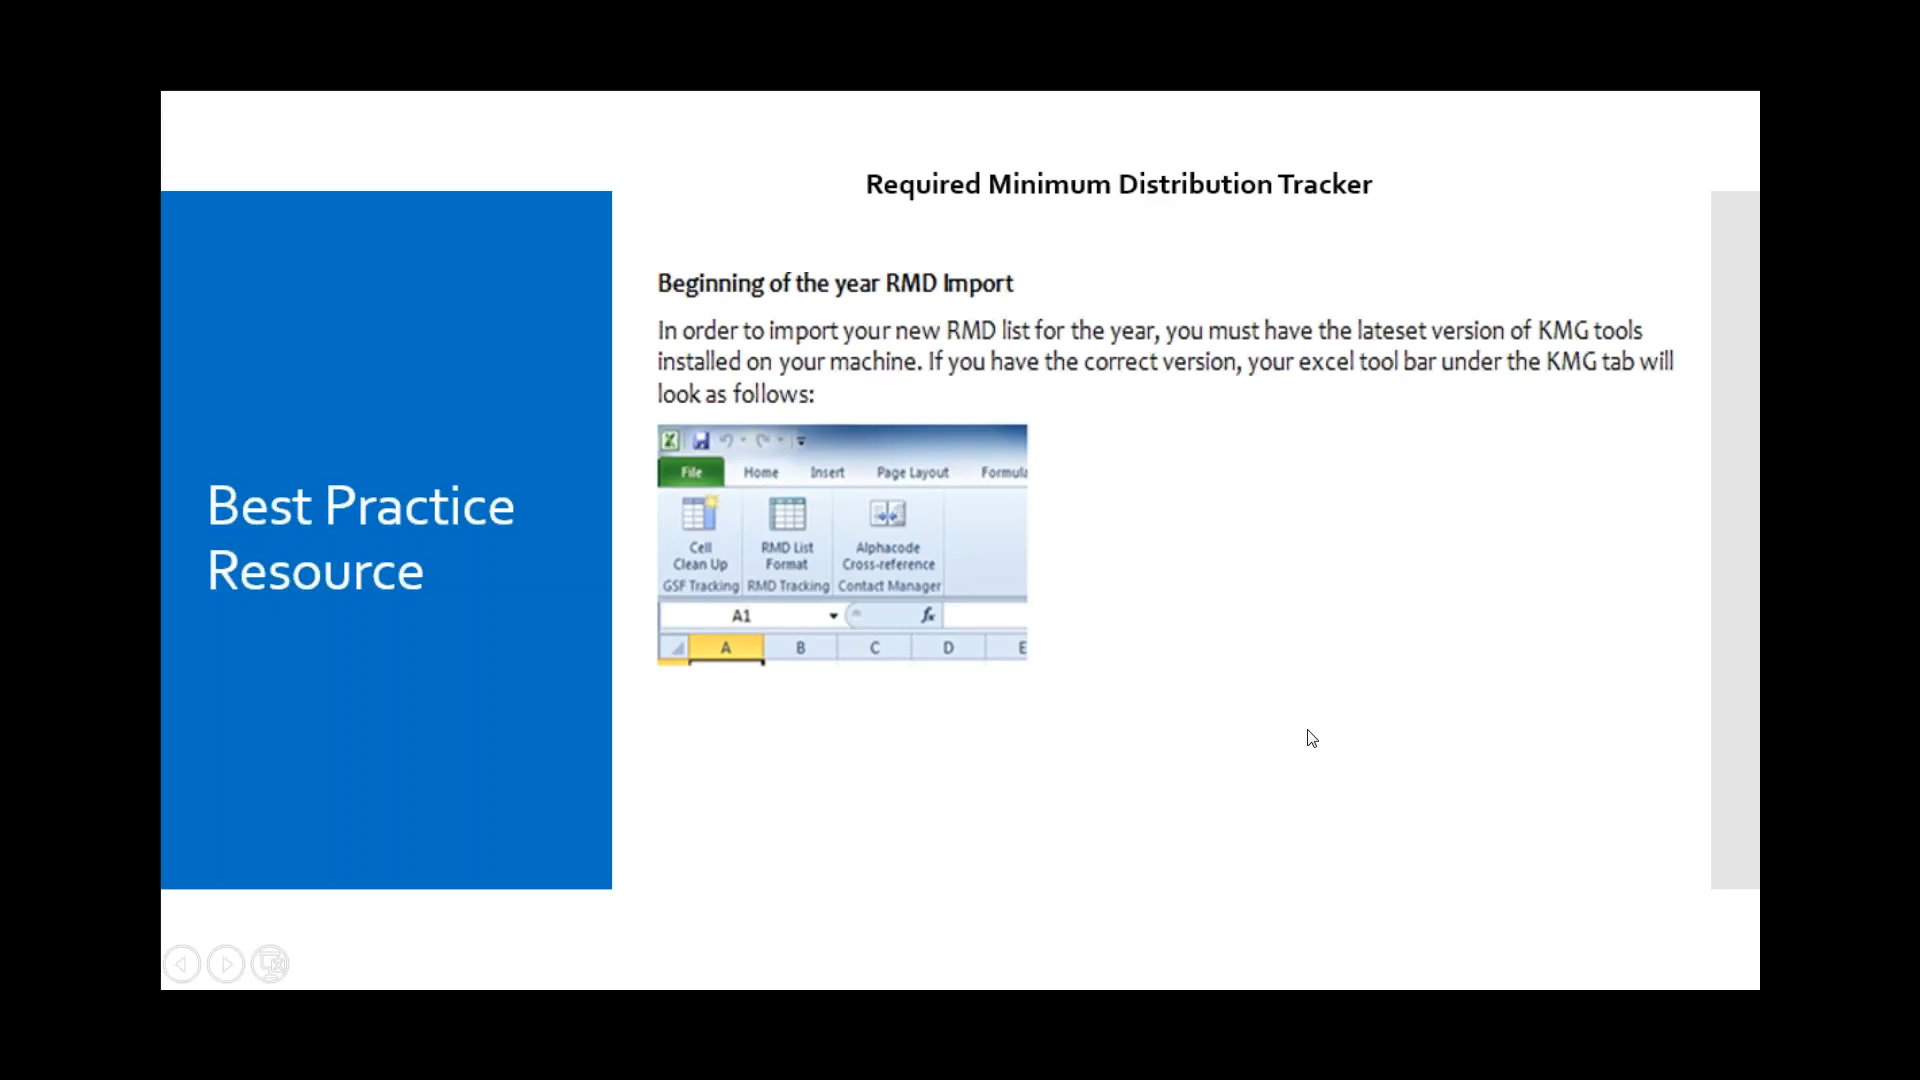 Required Minimum Distribution Tracker
Best Practice
Resource
Beginning of the year RMD Import
In order to import your new RMD list for the year, you must have the lateset version of KMG tools
installed on your machine. If you have the correct version, your excel tool bar under the KMG tab will
look as follows:
File Home Insert Page Layout Formula
Cell Clean Up RMD List Format Alphacode Cross-reference
GSF Tracking RMD Tracking Contact Manager
A1 fx
A B C D E